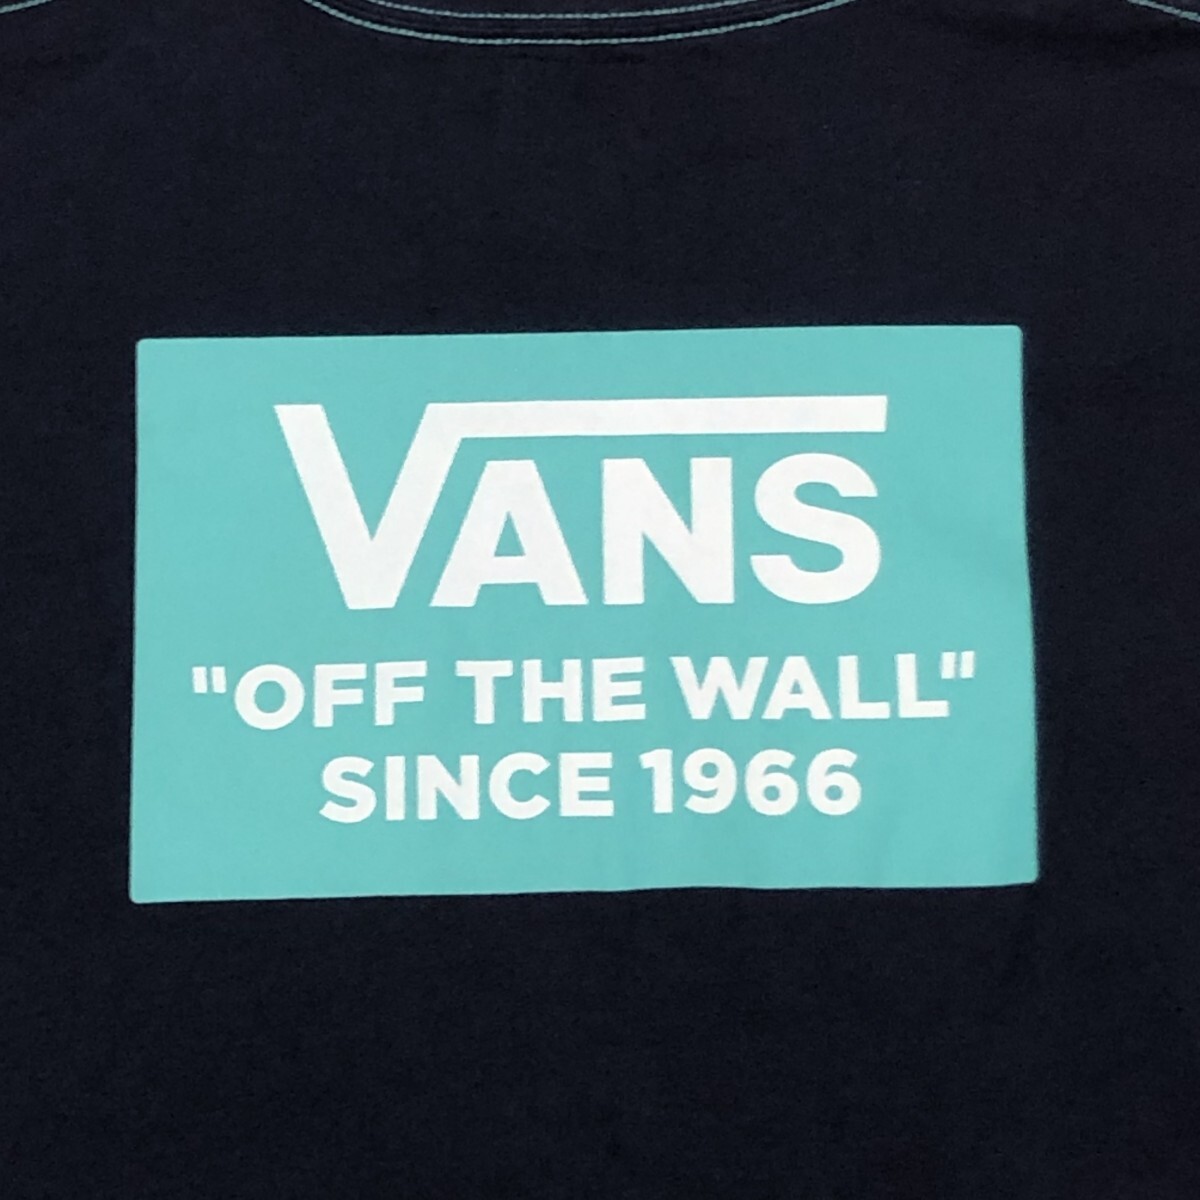 VANS
"OFF THE WALL"
SINCE 1966